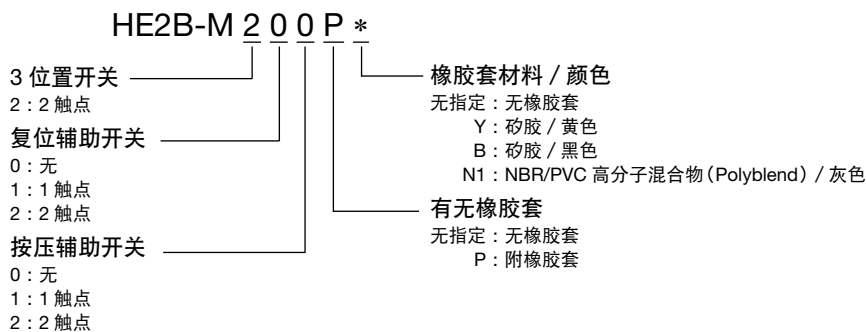 HE2B-M 2 0 0 P *
3 位置开关
2：2 触点
复位辅助开关
0：无
1：1 触点
2：2 触点
按压辅助开关
0：无
1：1 触点
2：2 触点
橡胶套材料 / 颜色
无指定：无橡胶套
Y：矽胶 / 黄色
B：矽胶 / 黑色
N1：NBR/PVC 高分子混合物（Polyblend）/ 灰色
有无橡胶套
无指定：无橡胶套
P：附橡胶套